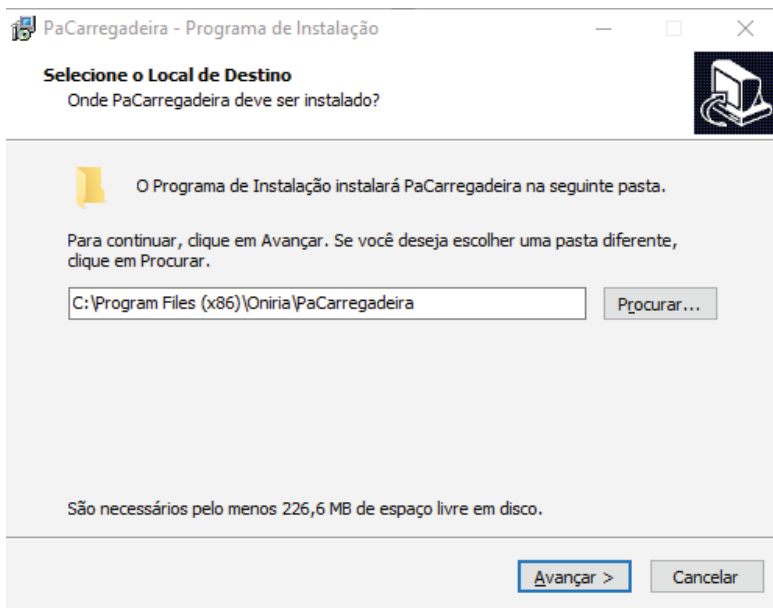 PaCarregadeira - Programa de Instalação
Selecione o Local de Destino
Onde PaCarregadeira deve ser instalado?
O Programa de Instalação instalará PaCarregadeira na seguinte pasta.
Para continuar, clique em Avançar. Se você deseja escolher uma pasta diferente,
clique em Procurar.
C:\Program Files (x86)\Oniria\PaCarregadeira
Procurar...
São necessários pelo menos 226,6 MB de espaço livre em disco.
Avançar >
Cancelar